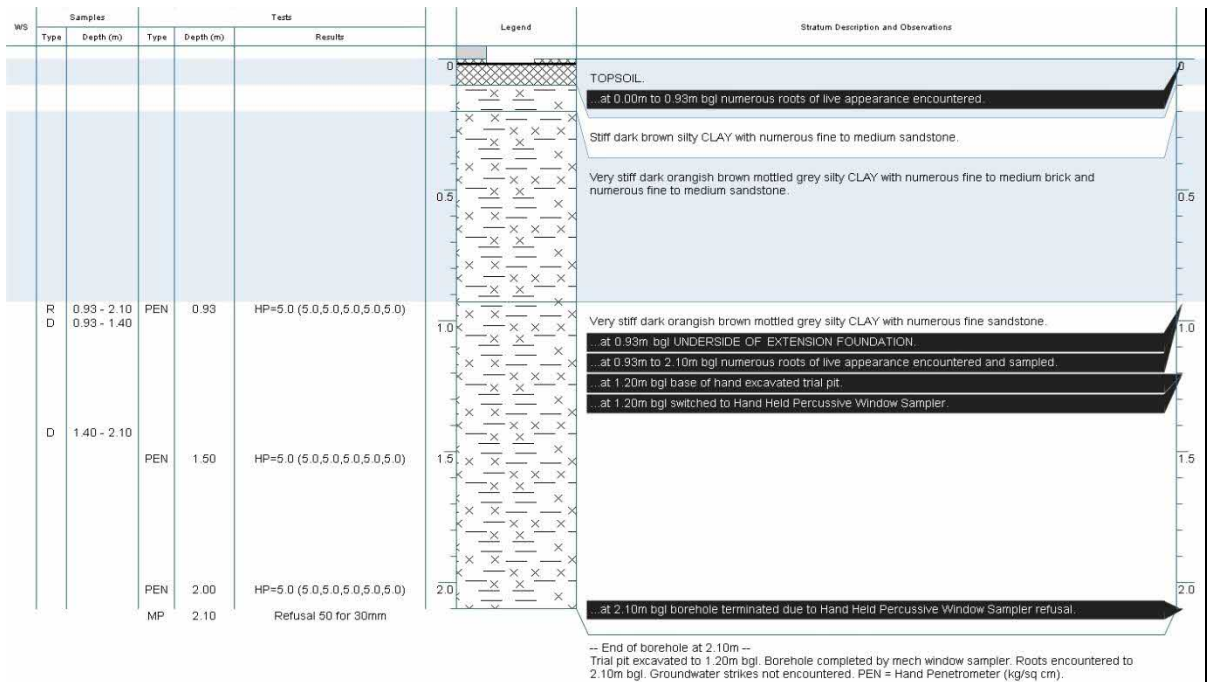 WS
Samples
Tests
Legend
Stratum Description and Observations
Type
Depth (m)
Type
Depth (m)
Results
0
0
TOPSOIL.
...at 0.00m to 0.93m bgl numerous roots of live appearance encountered.
Stiff dark brown silty CLAY with numerous fine to medium sandstone.
Very stiff dark orangish brown mottled grey silty CLAY with numerous fine to medium brick and
numerous fine to medium sandstone.
0.5
0.5
R
0.93 - 2.10
PEN
0.93
HP=5.0 (5.0,5.0,5.0,5.0,5.0)
D
0.93 - 1.40
1.0
Very stiff dark orangish brown mottled grey silty CLAY with numerous fine sandstone.
1.0
...at 0.93m bgl UNDERSIDE OF EXTENSION FOUNDATION.
...at 0.93m to 2.10m bgl numerous roots of live appearance encountered and sampled.
...at 1.20m bgl base of hand excavated trial pit.
...at 1.20m bgl switched to Hand Held Percussive Window Sampler.
D
1.40 - 2.10
PEN
1.50
HP=5.0 (5.0,5.0,5.0,5.0,5.0)
1.5
1.5
PEN
2.00
HP=5.0 (5.0,5.0,5.0,5.0,5.0)
2.0
2.0
MP
2.10
Refusal 50 for 30mm
...at 2.10m bgl borehole terminated due to Hand Held Percussive Window Sampler refusal.
-- End of borehole at 2.10m --
Trial pit excavated to 1.20m bgl. Borehole completed by mech window sampler. Roots encountered to
2.10m bgl. Groundwater strikes not encountered. PEN = Hand Penetrometer (kg/sq cm).